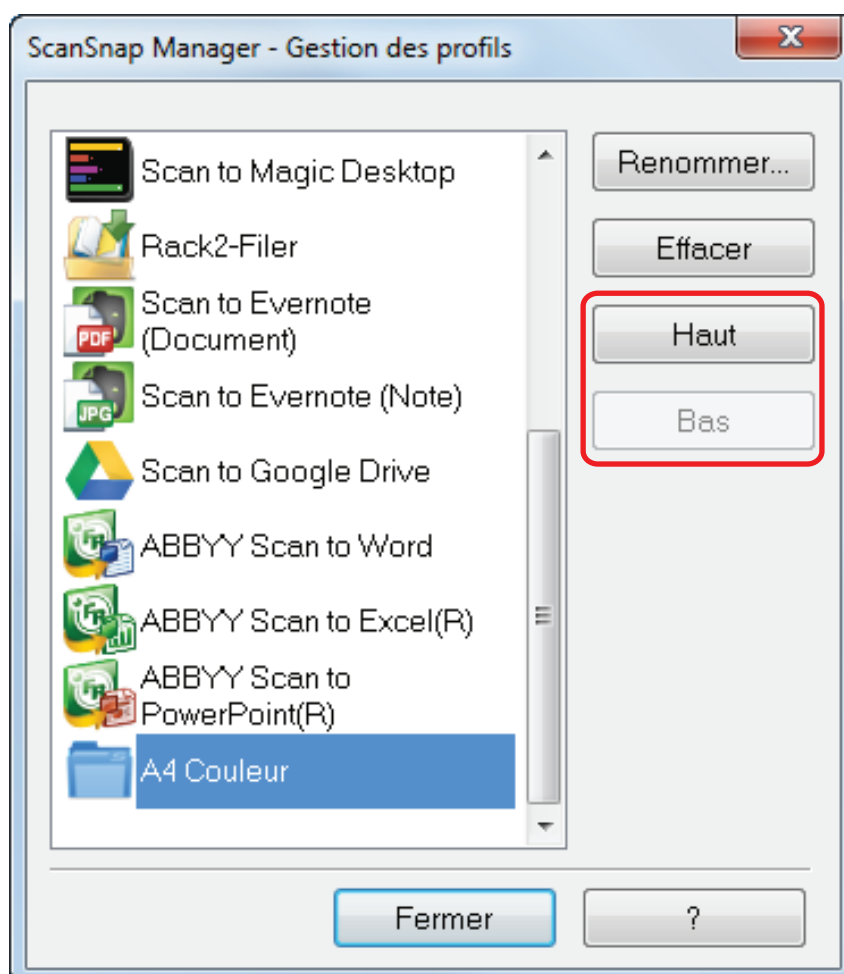 ScanSnap Manager - Gestion des profils
Scan to Magic Desktop
Rack2-Filer
Scan to Evernote
(Document)
PDF
Scan to Evernote (Note)
JPG
Scan to Google Drive
ABBYY Scan to Word
ABBYY Scan to Excel(R)
ABBYY Scan to
PowerPoint(R)
A4 Couleur
Renommer...
Effacer
Haut
Bas
Fermer
?